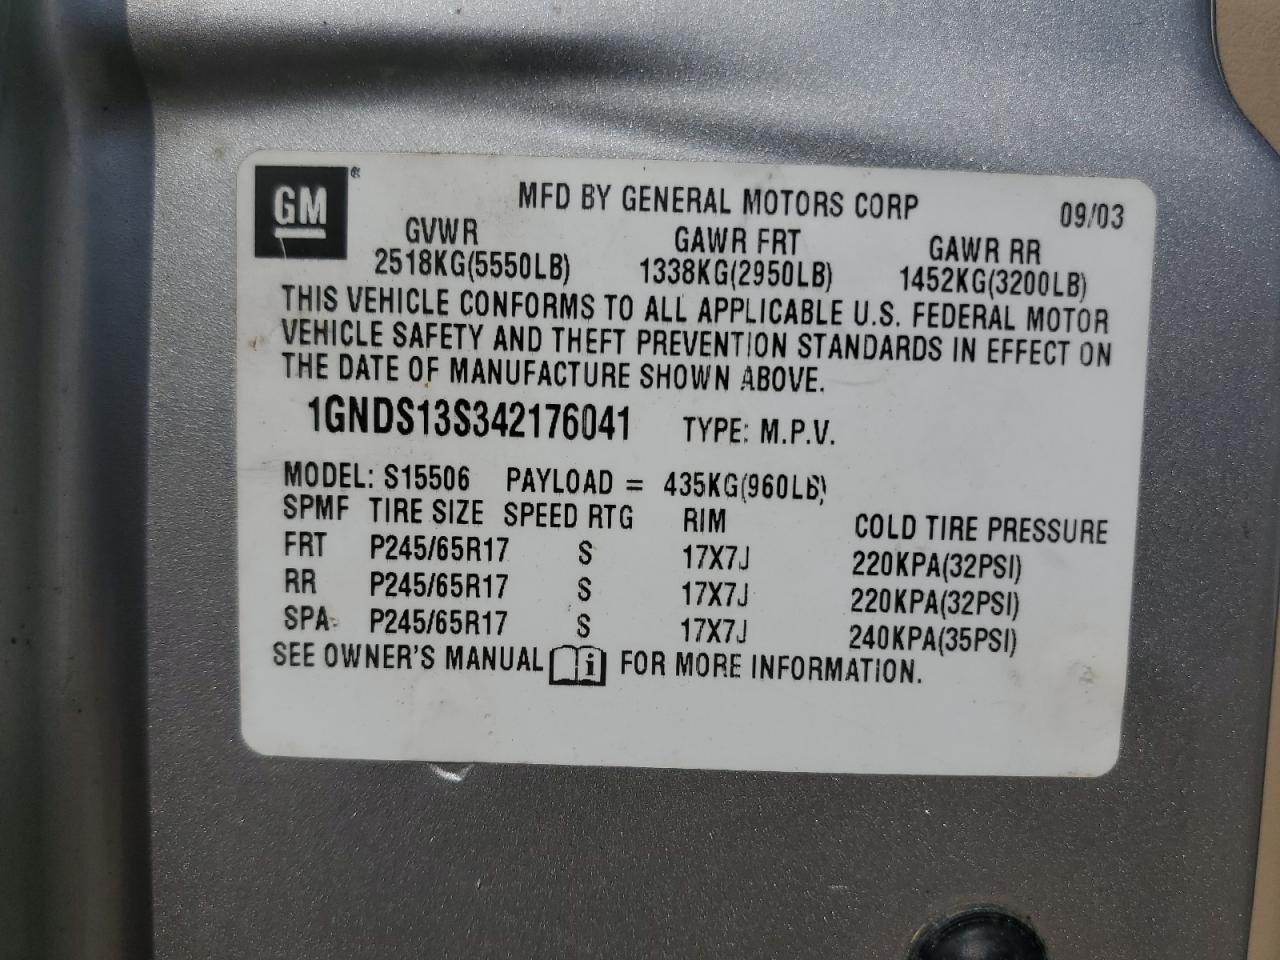 GM®
MFD BY GENERAL MOTORS CORP 09/03
GVWR GAWR FRT GAWR RR
2518KG(5550LB) 1338KG(2950LB) 1452KG(3200LB)
THIS VEHICLE CONFORMS TO ALL APPLICABLE U.S. FEDERAL MOTOR
VEHICLE SAFETY AND THEFT PREVENTION STANDARDS IN EFFECT ON
THE DATE OF MANUFACTURE SHOWN ABOVE.
1GNDS13S342176041 TYPE: M.P.V.
MODEL: S15506 PAYLOAD = 435KG(960LB)
SPMF TIRE SIZE SPEED RTG RIM COLD TIRE PRESSURE
FRT P245/65R17 S 17X7J 220KPA(32PSI)
RR P245/65R17 S 17X7J 220KPA(32PSI)
SPA P245/65R17 S 17X7J 240KPA(35PSI)
SEE OWNER'S MANUAL i FOR MORE INFORMATION.